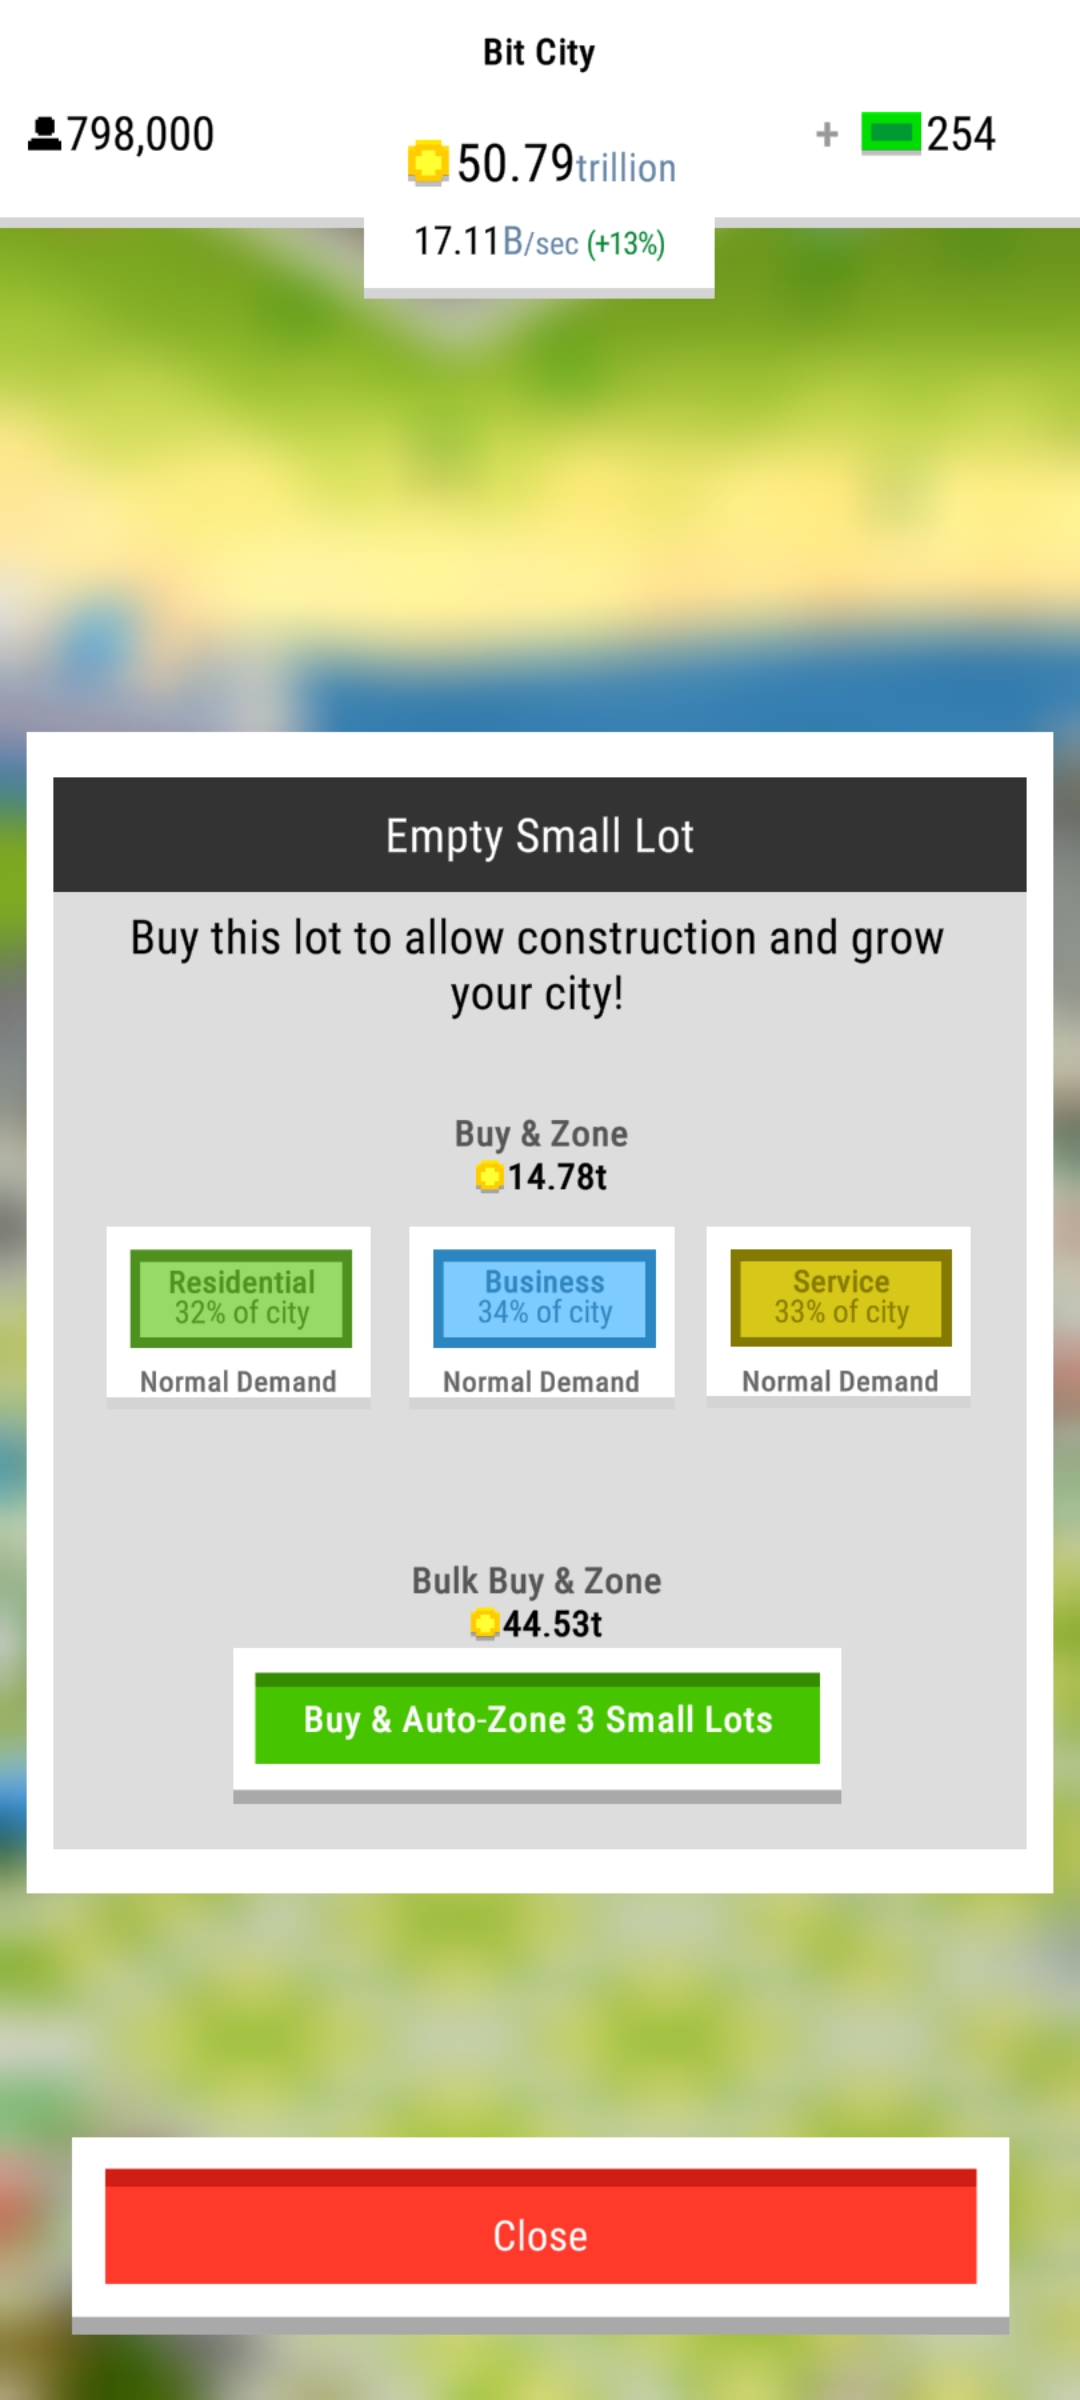 Bit City
798,000
50.79trillion
+ 254
17.11B/sec (+13%)
Empty Small Lot
Buy this lot to allow construction and grow
your city!
Buy & Zone
14.78t
Residential
32% of city
Normal Demand
Business
34% of city
Normal Demand
Service
33% of city
Normal Demand
Bulk Buy & Zone
44.53t
Buy & Auto-Zone 3 Small Lots
Close